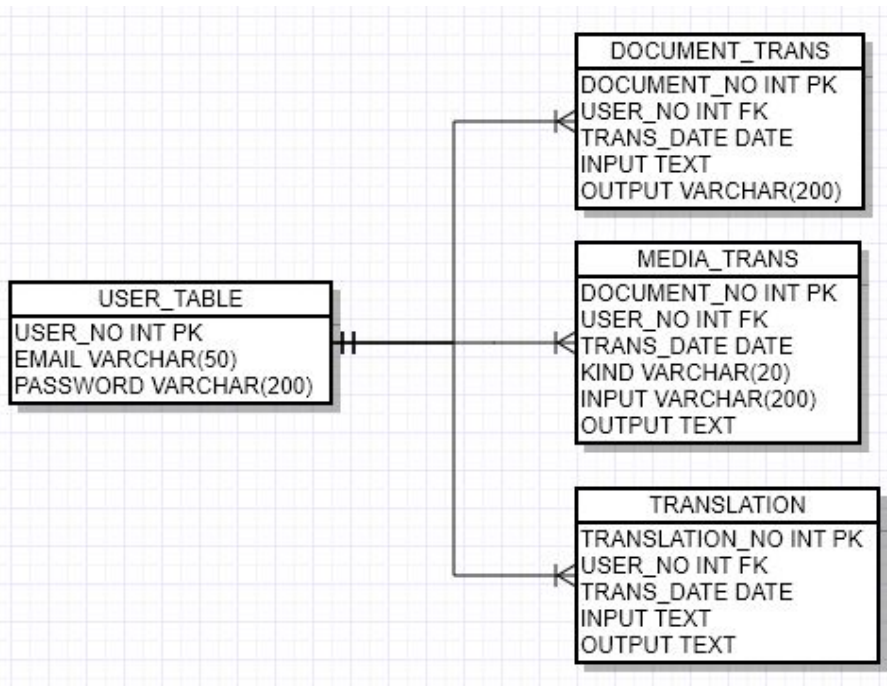 DOCUMENT_TRANS
DOCUMENT_NO INT PK
USER_NO INT FK
TRANS_DATE DATE
INPUT TEXT
OUTPUT VARCHAR(200)
MEDIA_TRANS
DOCUMENT_NO INT PK
USER_NO INT FK
TRANS_DATE DATE
KIND VARCHAR(20)
INPUT VARCHAR(200)
OUTPUT TEXT
USER_TABLE
USER_NO INT PK
EMAIL VARCHAR(50)
PASSWORD VARCHAR(200)
TRANSLATION
TRANSLATION_NO INT PK
USER_NO INT FK
TRANS_DATE DATE
INPUT TEXT
OUTPUT TEXT